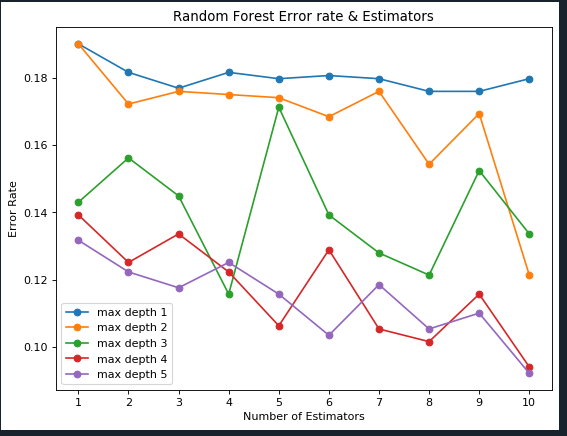 Random Forest Error rate & Estimators
Error Rate
0.18
0.16
0.14
0.12
0.10
max depth 1
max depth 2
max depth 3
max depth 4
max depth 5
1 2 3 4 5 6 7 8 9 10
Number of Estimators